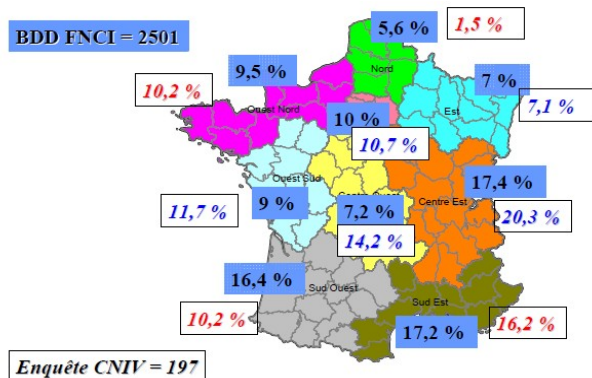 5,6 %
1,5 %
BDD FNCI = 2501
Nord
9,5 %
7 %
10,2 %
7,1 %
Ouest Nord
Est
10 %
10,7 %
Ouest Sud
17,4 %
Centre Est
11,7 %
9 %
7,2 %
20,3 %
14,2 %
16,4 %
Sud Ouest
Sud Est
10,2 %
17,2 %
16,2 %
Enquête CNIV = 197